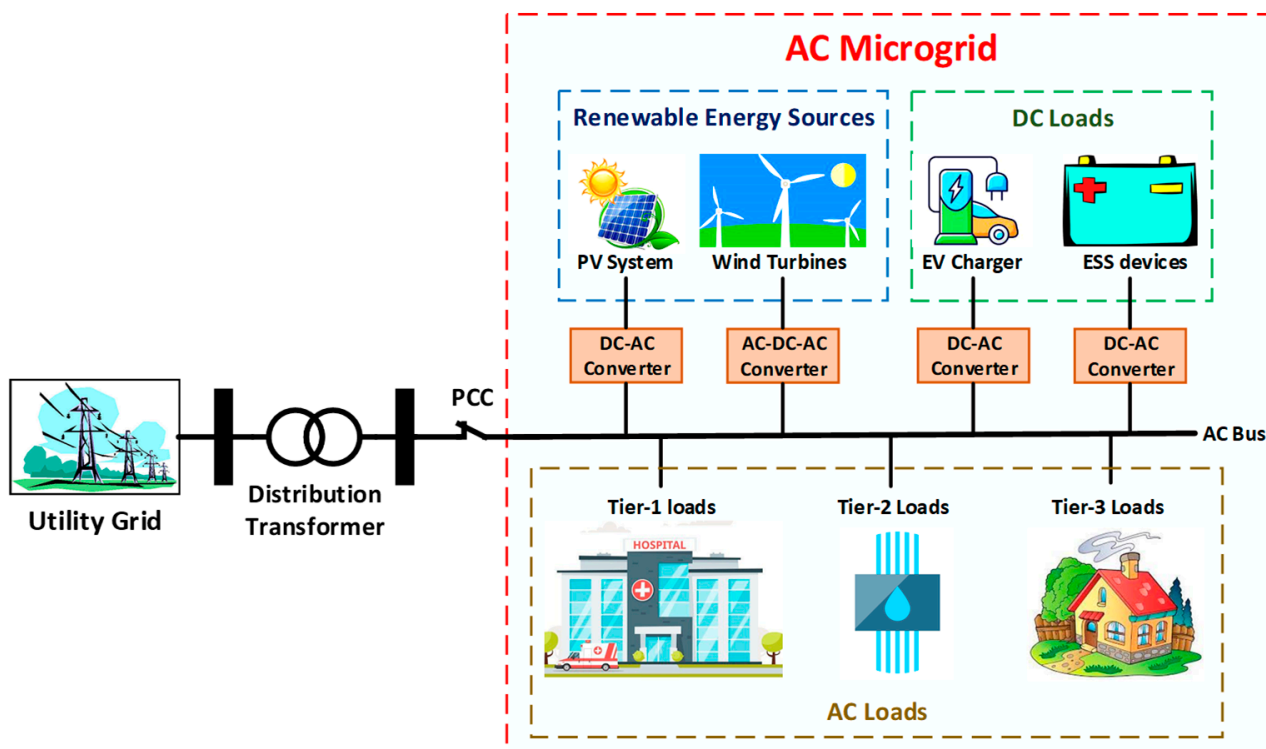 AC Microgrid
Renewable Energy Sources
DC Loads
PV System
Wind Turbines
EV Charger
ESS devices
DC-AC
Converter
AC-DC-AC
Converter
DC-AC
Converter
DC-AC
Converter
PCC
AC Bus
Utility Grid
Distribution
Transformer
Tier-1 loads
Tier-2 Loads
Tier-3 Loads
HOSPITAL
AC Loads